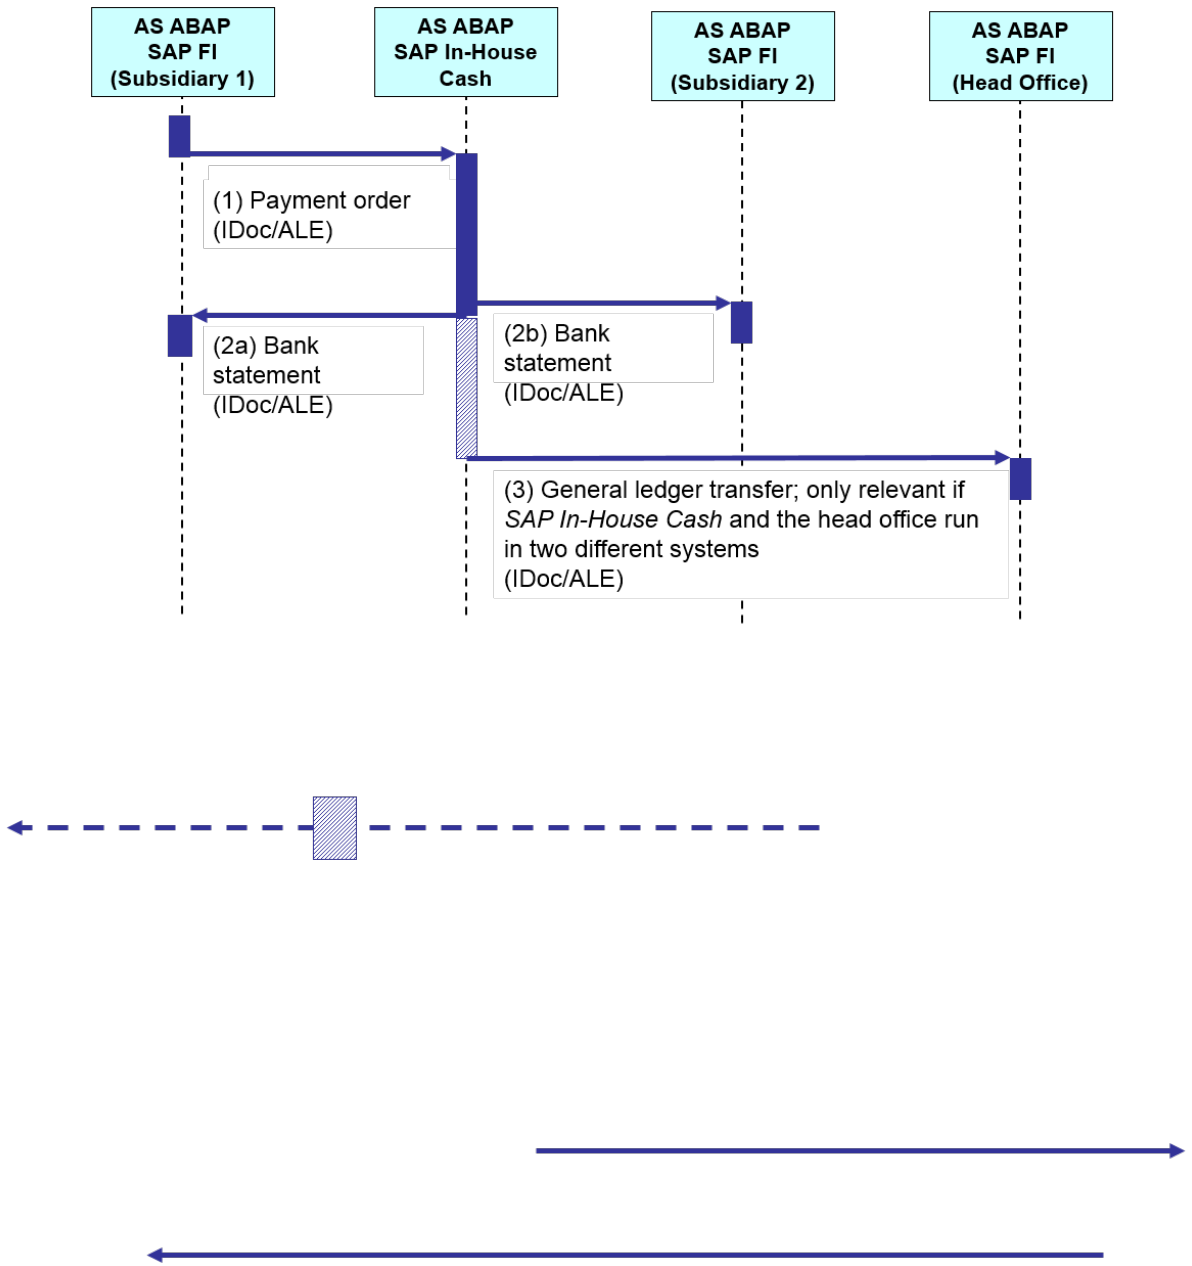 AS ABAP
SAP FI
(Subsidiary 1)
AS ABAP
SAP In-House
Cash
AS ABAP
SAP FI
(Subsidiary 2)
AS ABAP
SAP FI
(Head Office)
(1) Payment order
(IDoc/ALE)
(2a) Bank
statement
(IDoc/ALE)
(2b) Bank
statement
(IDoc/ALE)
(3) General ledger transfer; only relevant if
SAP In-House Cash and the head office run
in two different systems
(IDoc/ALE)